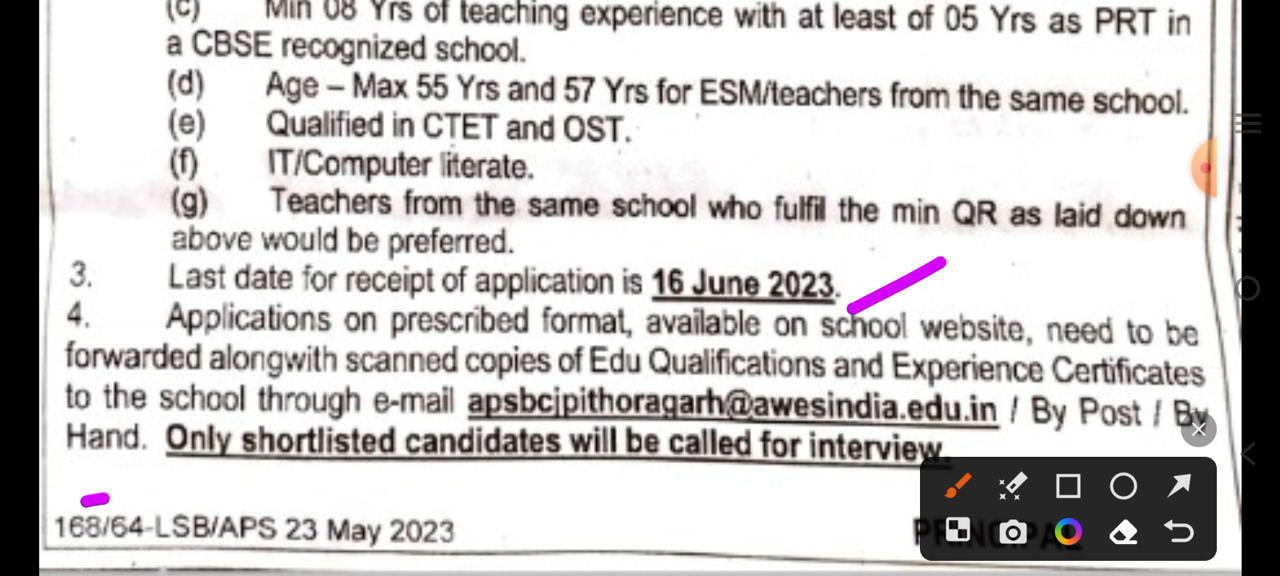 (c) Min 08 Yrs of teaching experience with at least of 05 Yrs as PRT in
a CBSE recognized school.
(d) Age – Max 55 Yrs and 57 Yrs for ESM/teachers from the same school.
(e) Qualified in CTET and OST.
(f) IT/Computer literate.
(g) Teachers from the same school who fulfil the min QR as laid down
above would be preferred.
3. Last date for receipt of application is 16 June 2023.
4. Applications on prescribed format, available on school website, need to be
forwarded alongwith scanned copies of Edu Qualifications and Experience Certificates
to the school through e-mail apsbcjpithoragarh@awesindia.edu.in / By Post / By
Hand. Only shortlisted candidates will be called for interview.
168/64-LSB/APS 23 May 2023
PRINCIPAL